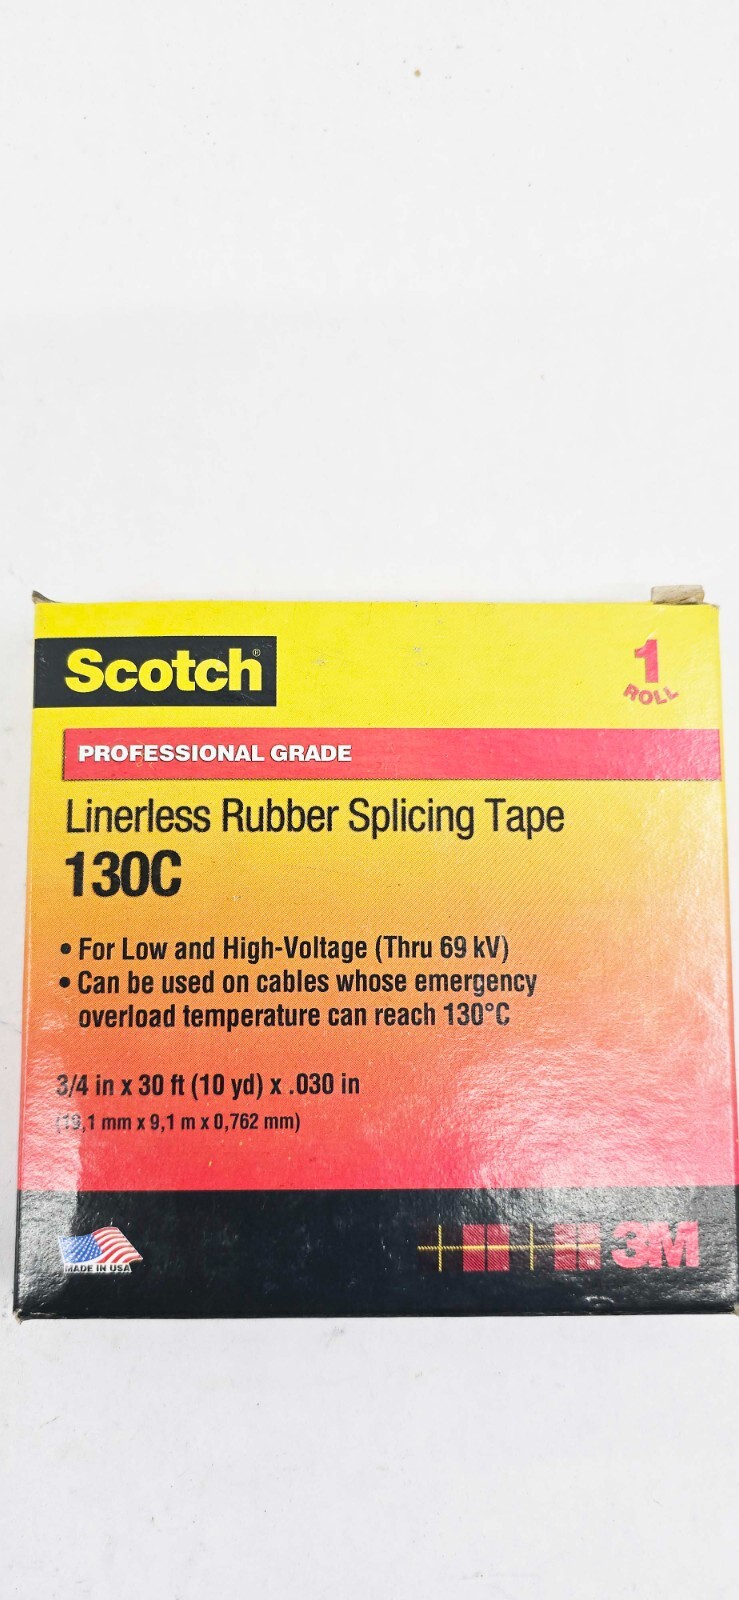 Scotch®
1
ROLL
PROFESSIONAL GRADE
Linerless Rubber Splicing Tape
130C
• For Low and High-Voltage (Thru 69 kV)
• Can be used on cables whose emergency
overload temperature can reach 130°C
3/4 in x 30 ft (10 yd) x .030 in
(19,1 mm x 9,1 m x 0,762 mm)
MADE IN USA
3M